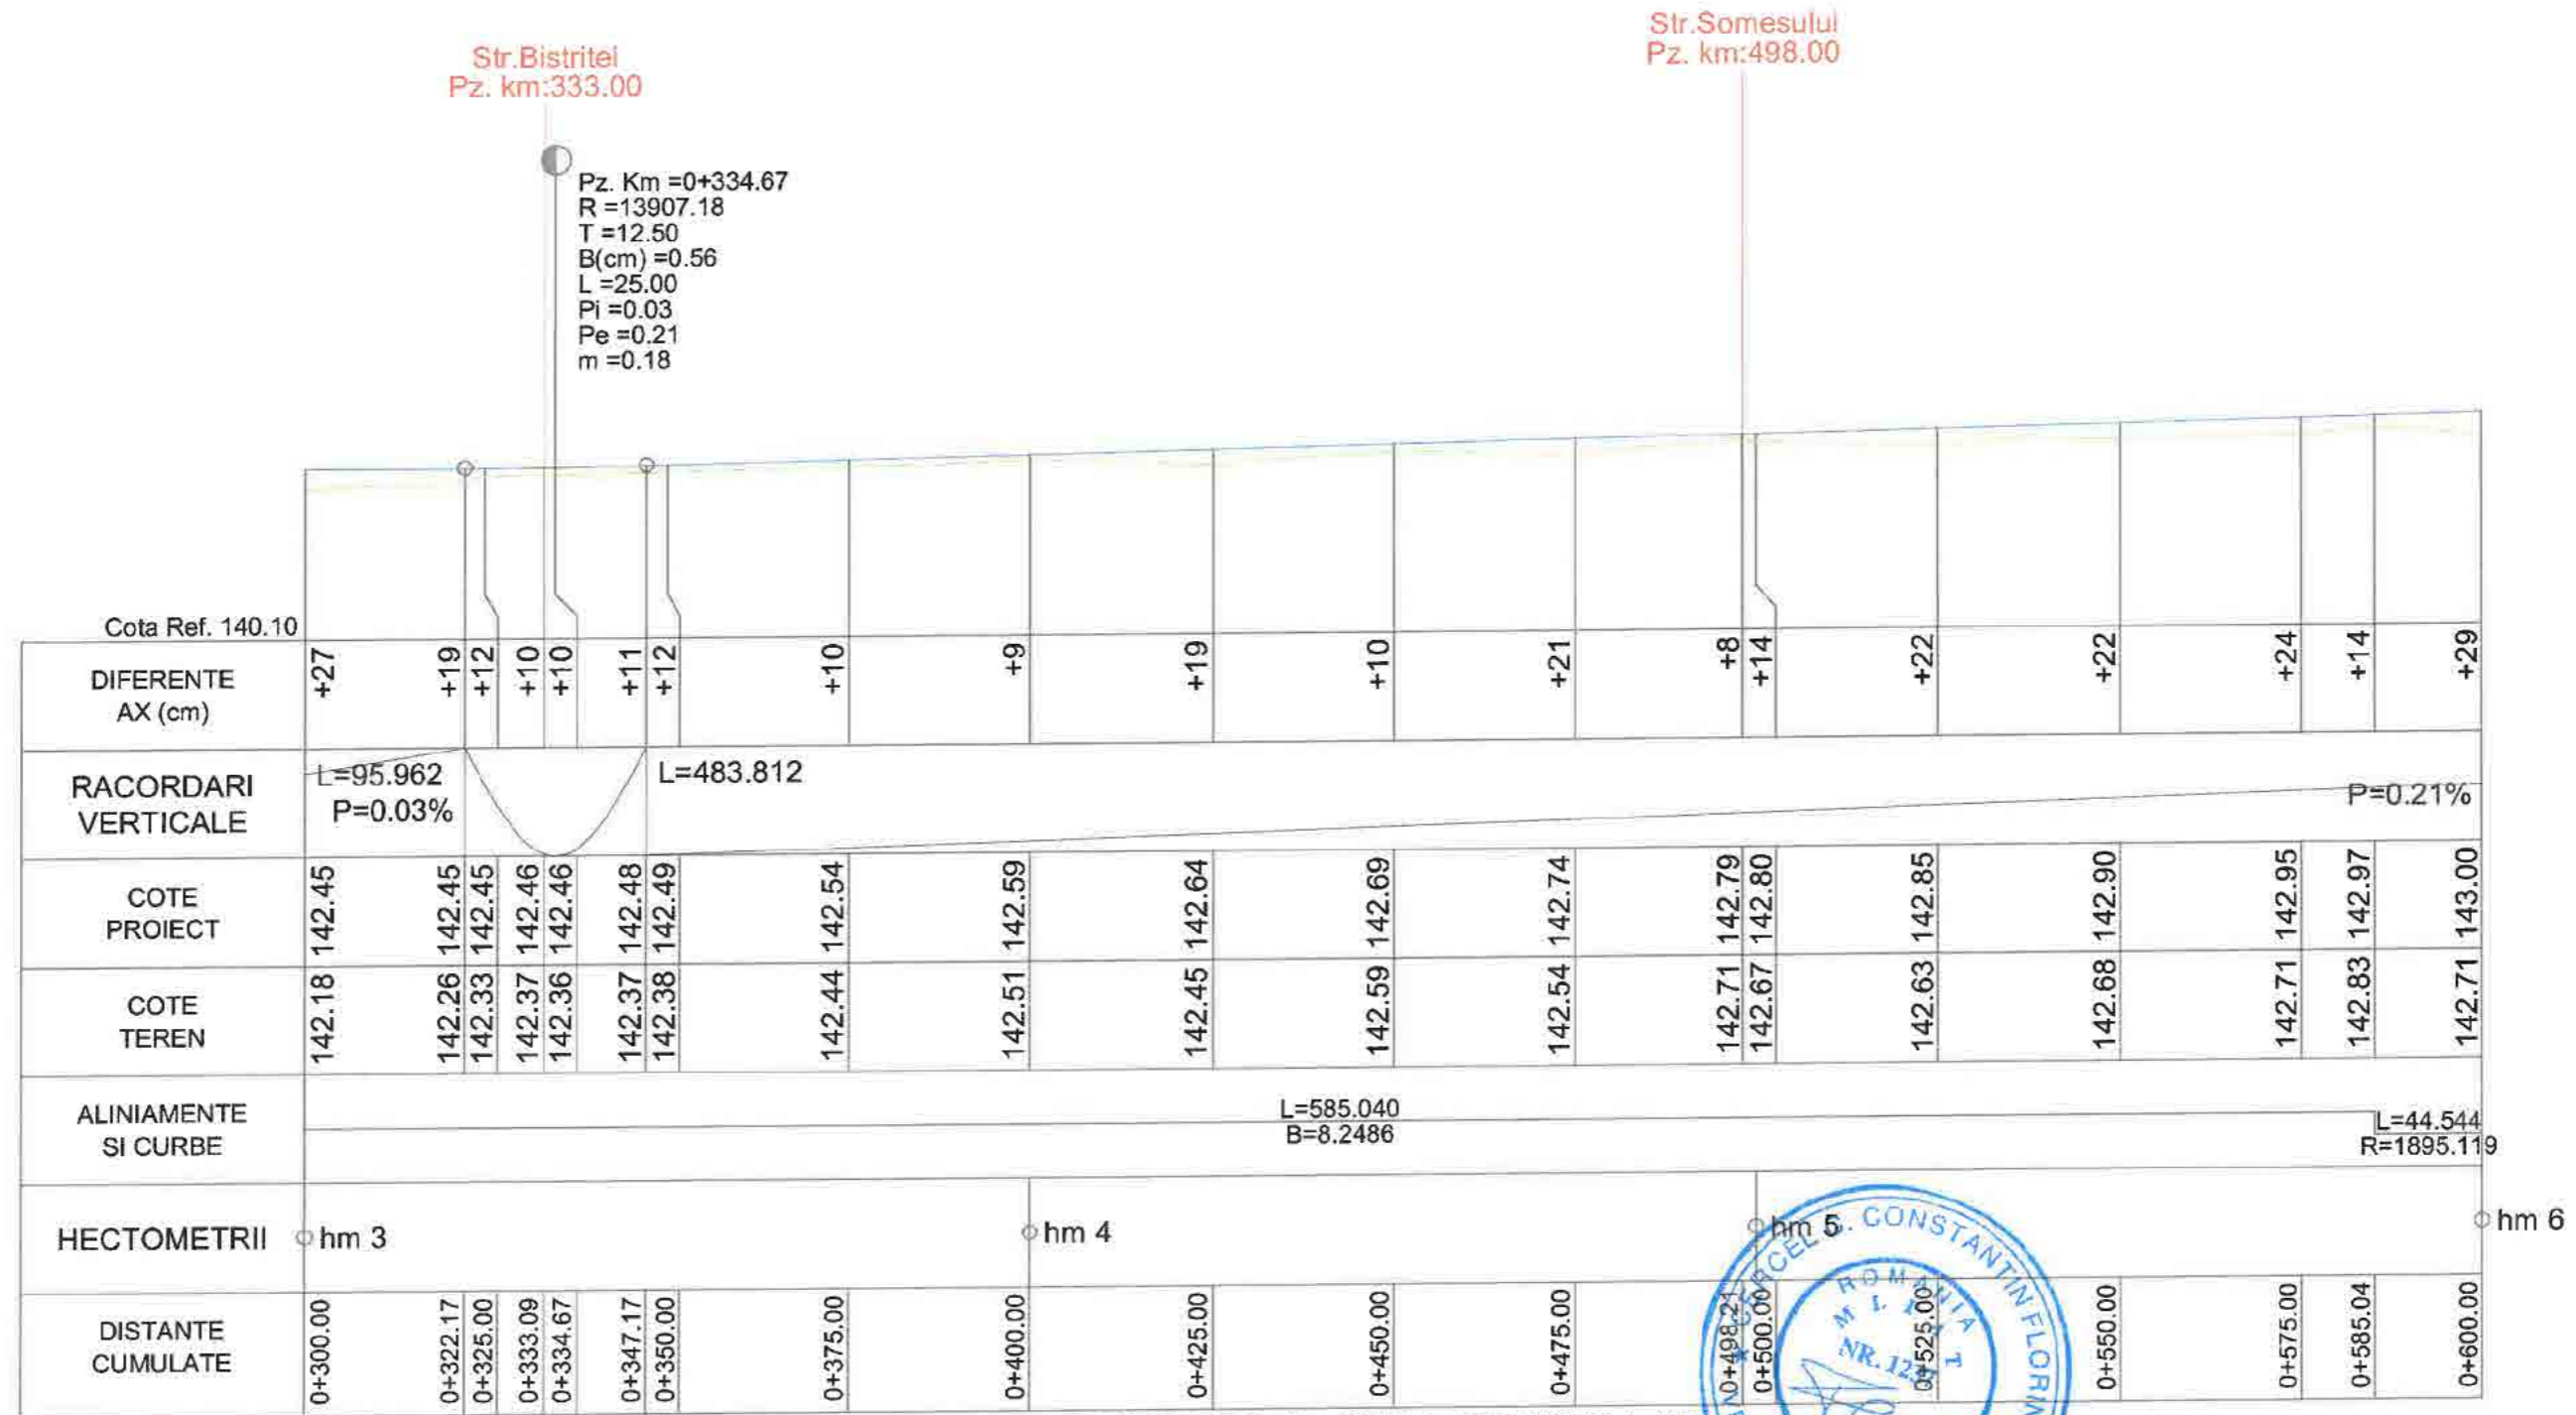 Str.Bistritei
Pz. km:333.00
Str.Somesului
Pz. km:498.00
Pz. Km =0+334.67
R =13907.18
T =12.50
B(cm) =0.56
L =25.00
Pi =0.03
Pe =0.21
m =0.18
Cota Ref. 140.10
DIFERENTE
AX (cm)
+27 +19 +12 +10 +10 +11 +12 +10 +9 +19 +10 +21 +8 +14 +22 +22 +24 +14 +29
RACORDARI
VERTICALE
L=95.962
P=0.03%
L=483.812
P=0.21%
COTE
PROIECT
142.45 142.45 142.45 142.46 142.46 142.48 142.49 142.54 142.59 142.64 142.69 142.74 142.79 142.80 142.85 142.90 142.95 142.97 143.00
COTE
TEREN
142.18 142.26 142.33 142.37 142.36 142.37 142.38 142.44 142.51 142.45 142.59 142.54 142.71 142.67 142.63 142.68 142.71 142.83 142.71
ALINIAMENTE
SI CURBE
L=585.040
B=8.2486
L=44.544
R=1895.119
HECTOMETRII
hm 3
hm 4
hm 5
hm 6
DISTANTE
CUMULATE
0+300.00 0+322.17 0+325.00 0+333.09 0+334.67 0+347.17 0+350.00 0+375.00 0+400.00 0+425.00 0+450.00 0+475.00 0+498.21 0+500.00 0+525.00 0+550.00 0+575.00 0+585.04 0+600.00
CONSTANTIN
ROMANIA
NR.